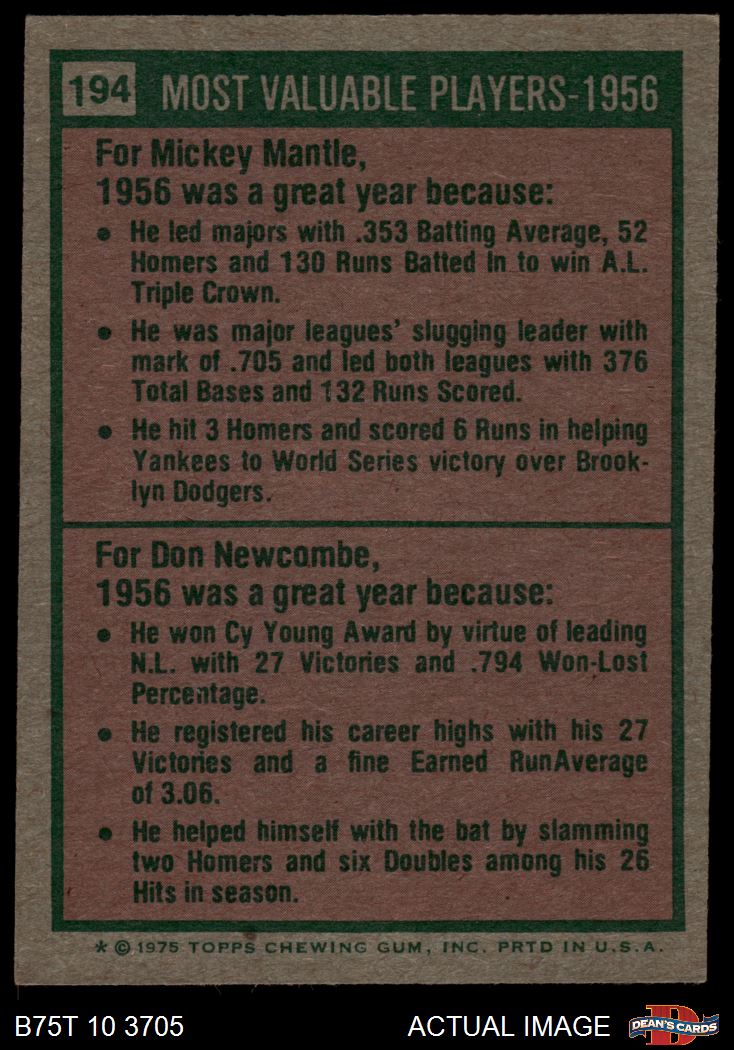 194 MOST VALUABLE PLAYERS-1956
For Mickey Mantle,
1956 was a great year because:
• He led majors with .353 Batting Average, 52
Homers and 130 Runs Batted In to win A.L.
Triple Crown.
• He was major leagues' slugging leader with
mark of .705 and led both leagues with 376
Total Bases and 132 Runs Scored.
• He hit 3 Homers and scored 6 Runs in helping
Yankees to World Series victory over Brook-
lyn Dodgers.
For Don Newcombe,
1956 was a great year because:
• He won Cy Young Award by virtue of leading
N.L. with 27 Victories and .794 Won-Lost
Percentage.
• He registered his career highs with his 27
Victories and a fine Earned RunAverage
of 3.06.
• He helped himself with the bat by slamming
two Homers and six Doubles among his 26
Hits in season.
* © 1975 TOPPS CHEWING GUM, INC. PRTD IN U.S.A.
B75T 10 3705 ACTUAL IMAGE D DEAN'S CARDS